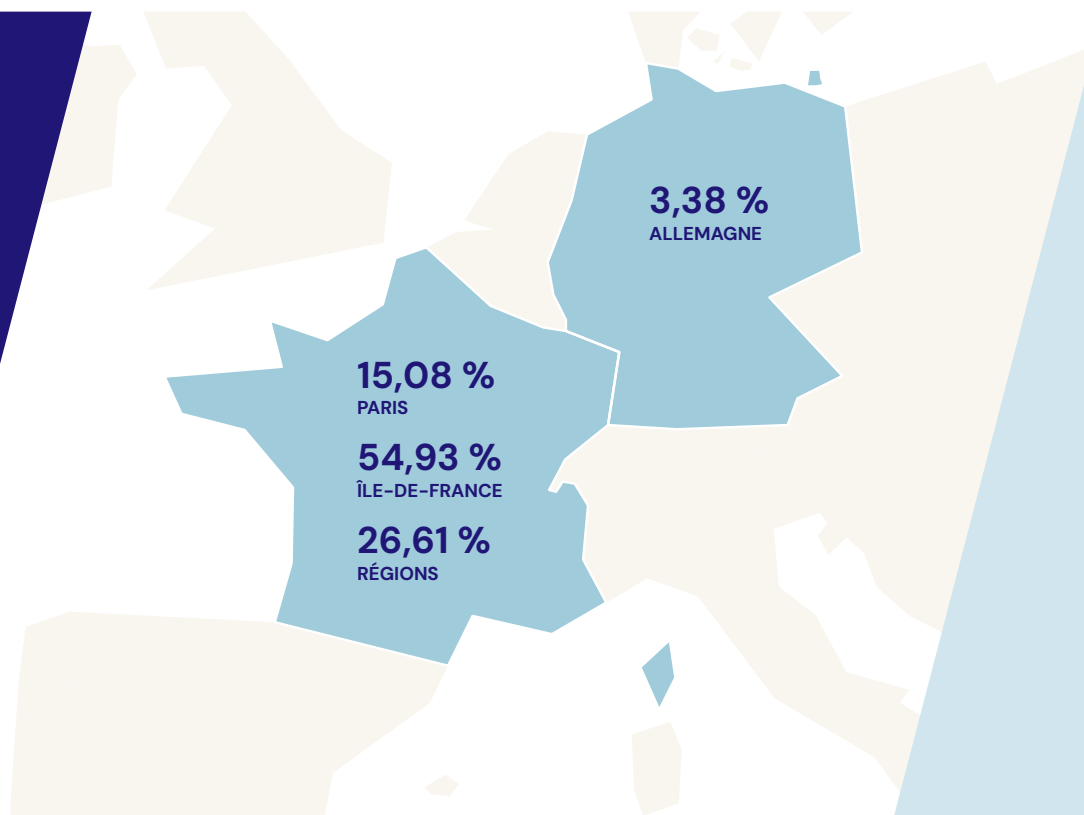 3,38 %
ALLEMAGNE
15,08 %
PARIS
54,93 %
ÎLE-DE-FRANCE
26,61 %
RÉGIONS